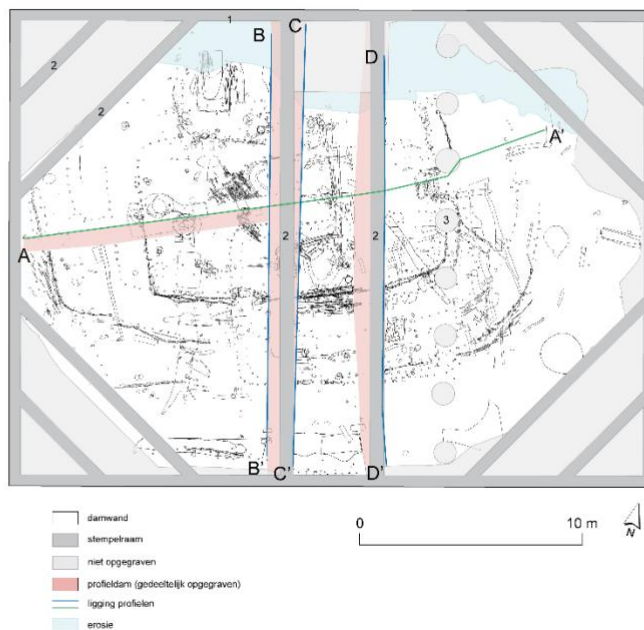 1
C
B
D
2
2
A'
3
2
2
A
B'
C'
D'
damwand
stempelraam
niet opgegraven
profieldam (gedeeltelijk opgegraven)
ligging profielen
erosie
0 10 m
N